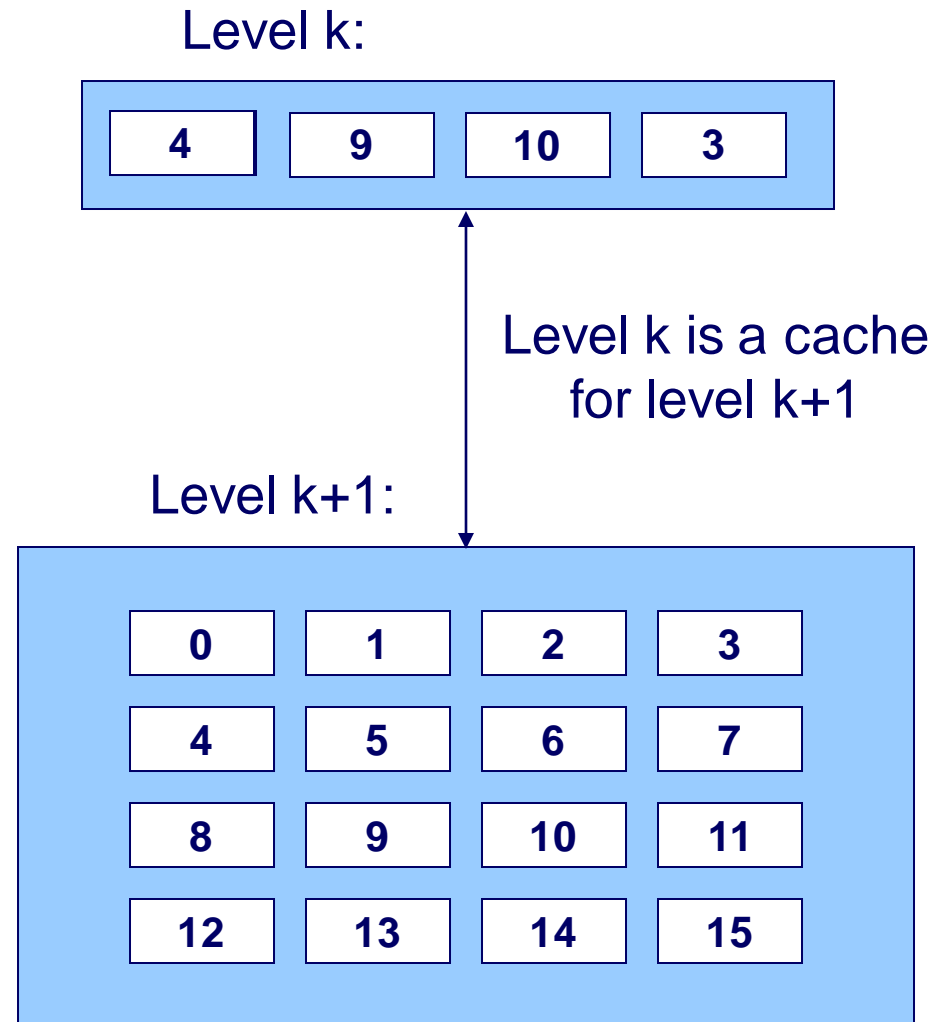 Level k:
4 9 10 3
Level k is a cache
for level k+1
Level k+1:
0 1 2 3
4 5 6 7
8 9 10 11
12 13 14 15